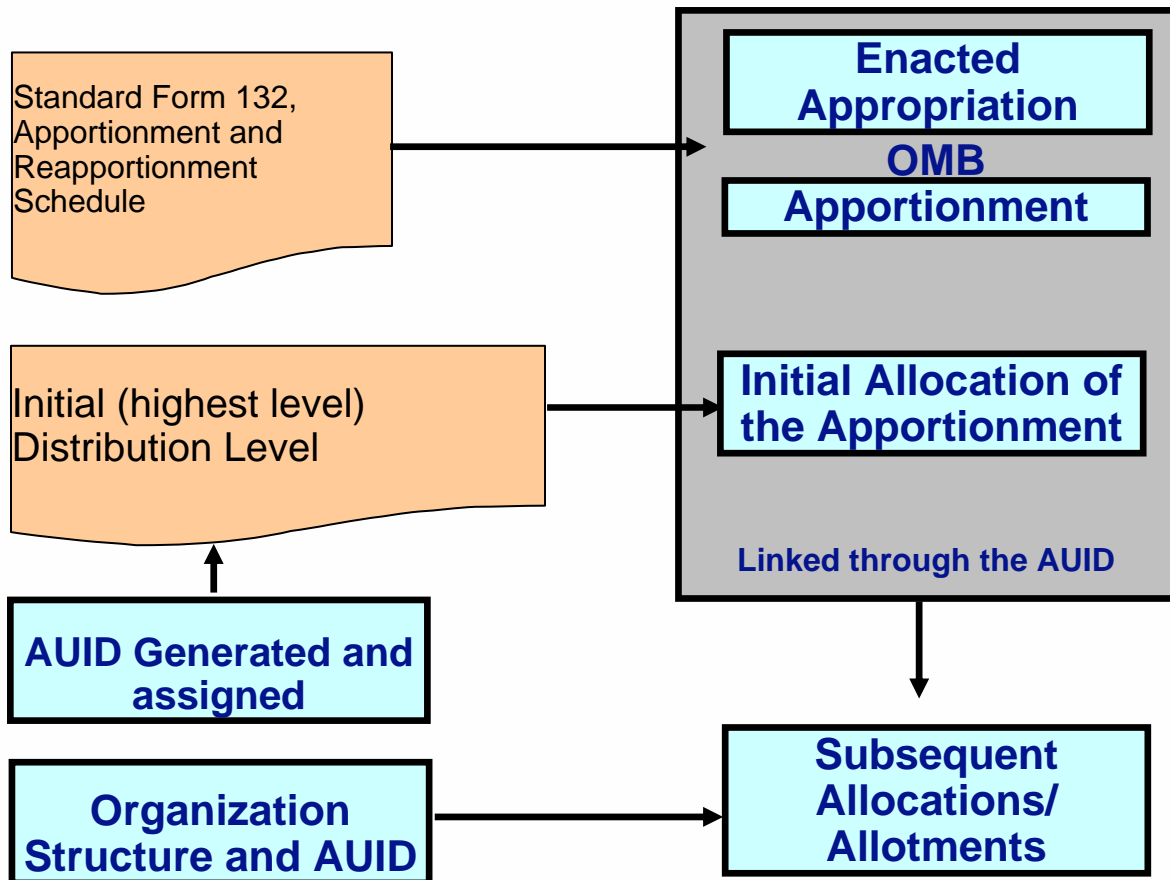 Standard Form 132,
Apportionment and
Reapportionment
Schedule
Enacted
Appropriation
OMB
Apportionment
Initial (highest level)
Distribution Level
Initial Allocation of
the Apportionment
Linked through the AUID
AUID Generated and
assigned
Organization
Structure and AUID
Subsequent
Allocations/
Allotments